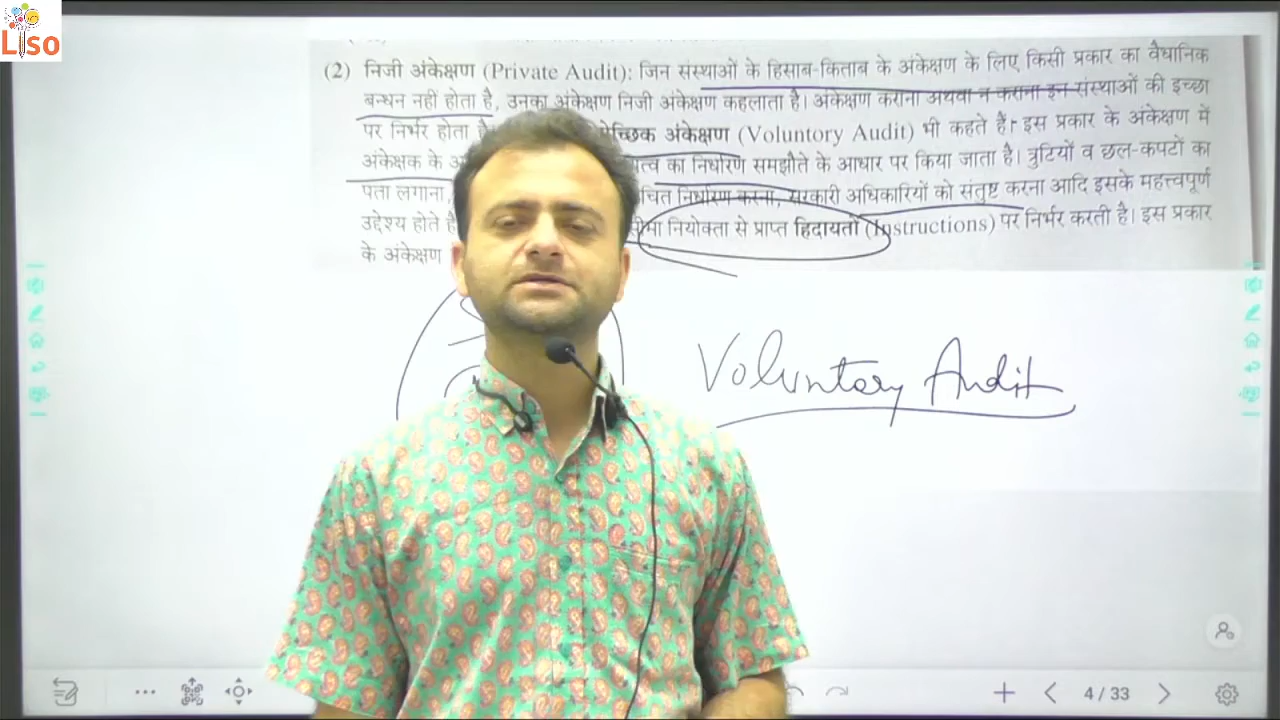 Liso
(2) निजी अंकेक्षण (Private Audit): जिन संस्थाओं के हिसाब-किताब के अंकेक्षण के लिए किसी प्रकार का वैधानिक
बन्धन नहीं होता है, उनका अंकेक्षण निजी अंकेक्षण कहलाता है। अंकेक्षण कराना अथवा न कराना इन संस्थाओं की इच्छा
पर निर्भर होता है अंकेक्षण (Voluntory Audit) भी कहते हैं। इस प्रकार के अंकेक्षण में
अंकेक्षक के का निर्धारण समझौते के आधार पर किया जाता है। त्रुटियों व छल-कपटों का
पता लगाना, निर्धारण करना, सरकारी अधिकारियों को संतुष्ट करना आदि इसके महत्त्वपूर्ण
उद्देश्य होते नियोक्ता से प्राप्त हिदायतों (Instructions) पर निर्भर करती है। इस प्रकार
के अंकेक्षण
Voluntary Audit
4 / 33